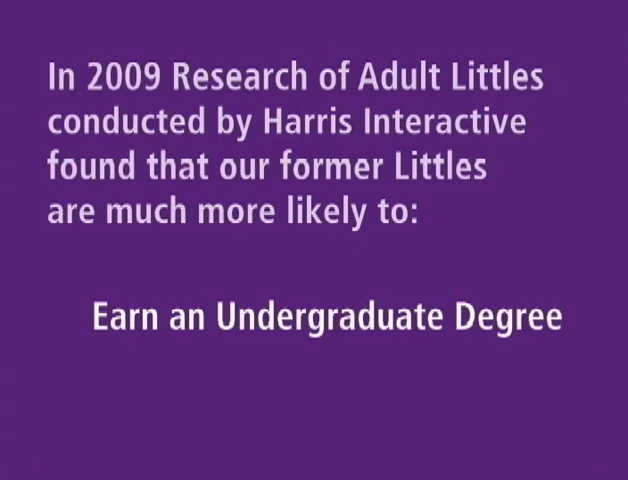 In 2009 Research of Adult Littles
conducted by Harris Interactive
found that our former Littles
are much more likely to:
Earn an Undergraduate Degree